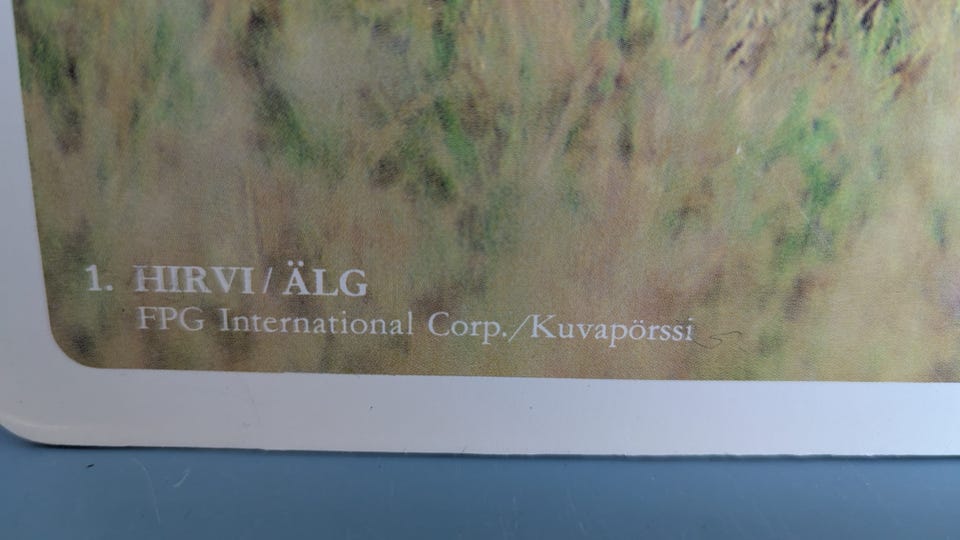 1. HIRVI / ÄLG
FPG International Corp./Kuvapörssi